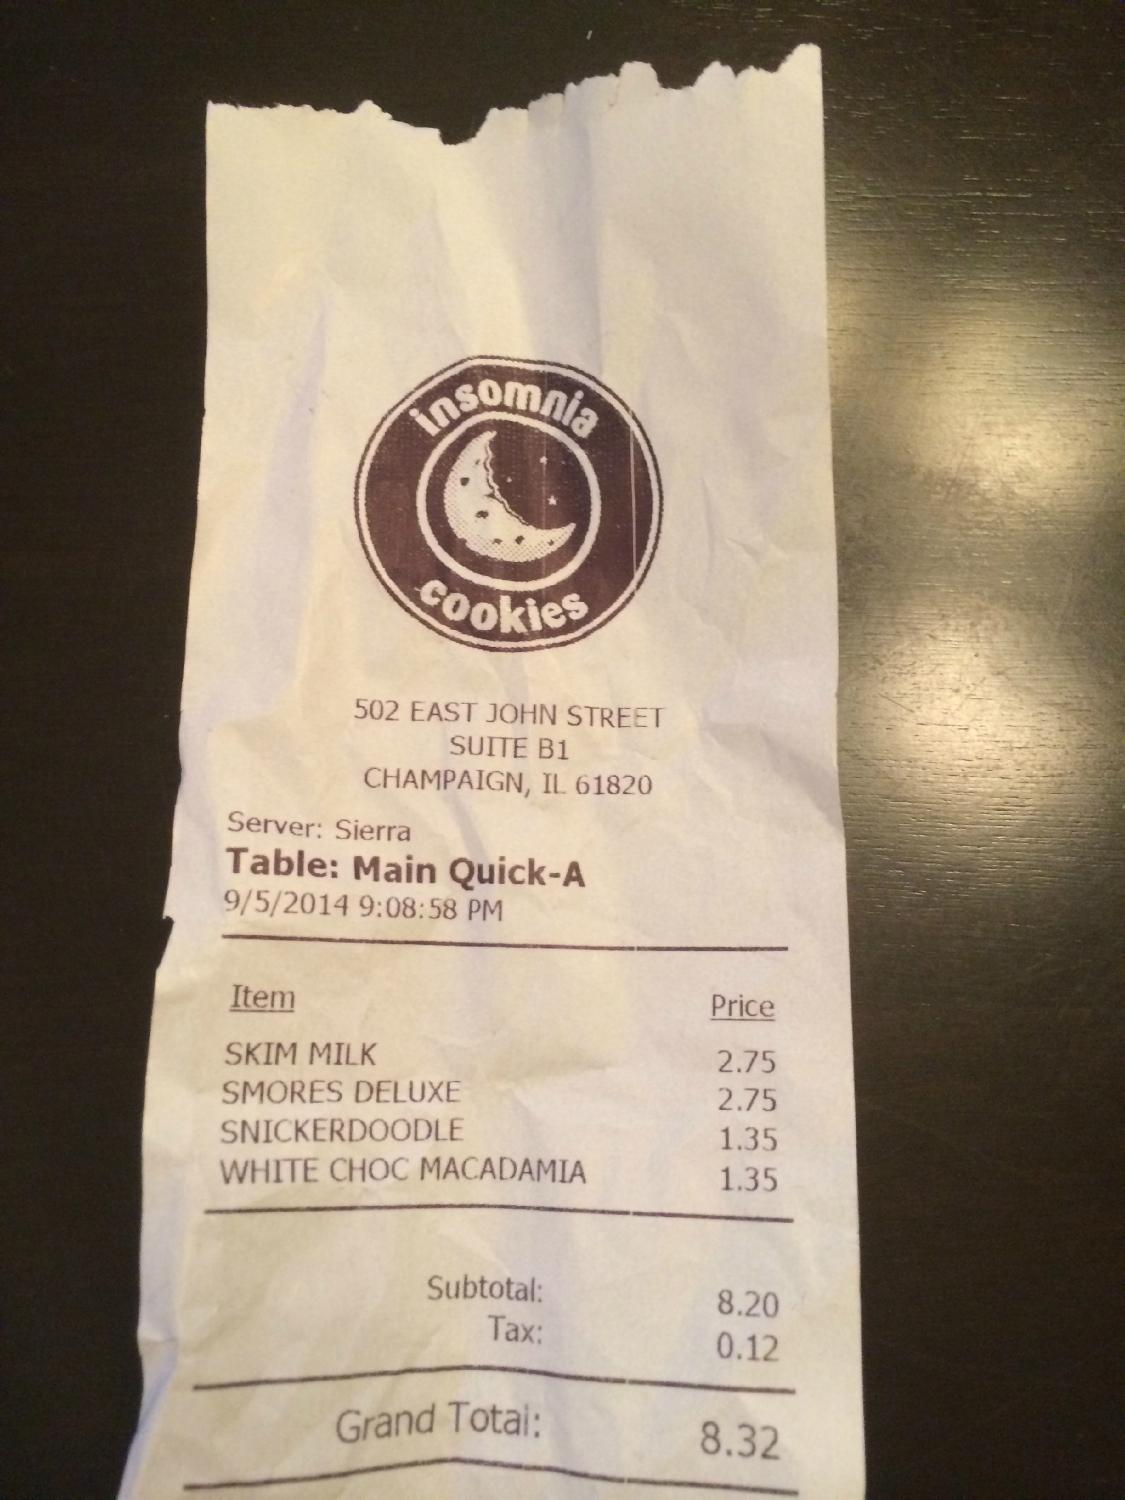 insomnia
cookies
502 EAST JOHN STREET
SUITE B1
CHAMPAIGN, IL 61820
Server: Sierra
Table: Main Quick-A
9/5/2014 9:08:58 PM
Item Price
SKIM MILK 2.75
SMORES DELUXE 2.75
SNICKERDOODLE 1.35
WHITE CHOC MACADAMIA 1.35
Subtotal: 8.20
Tax: 0.12
Grand Total: 8.32